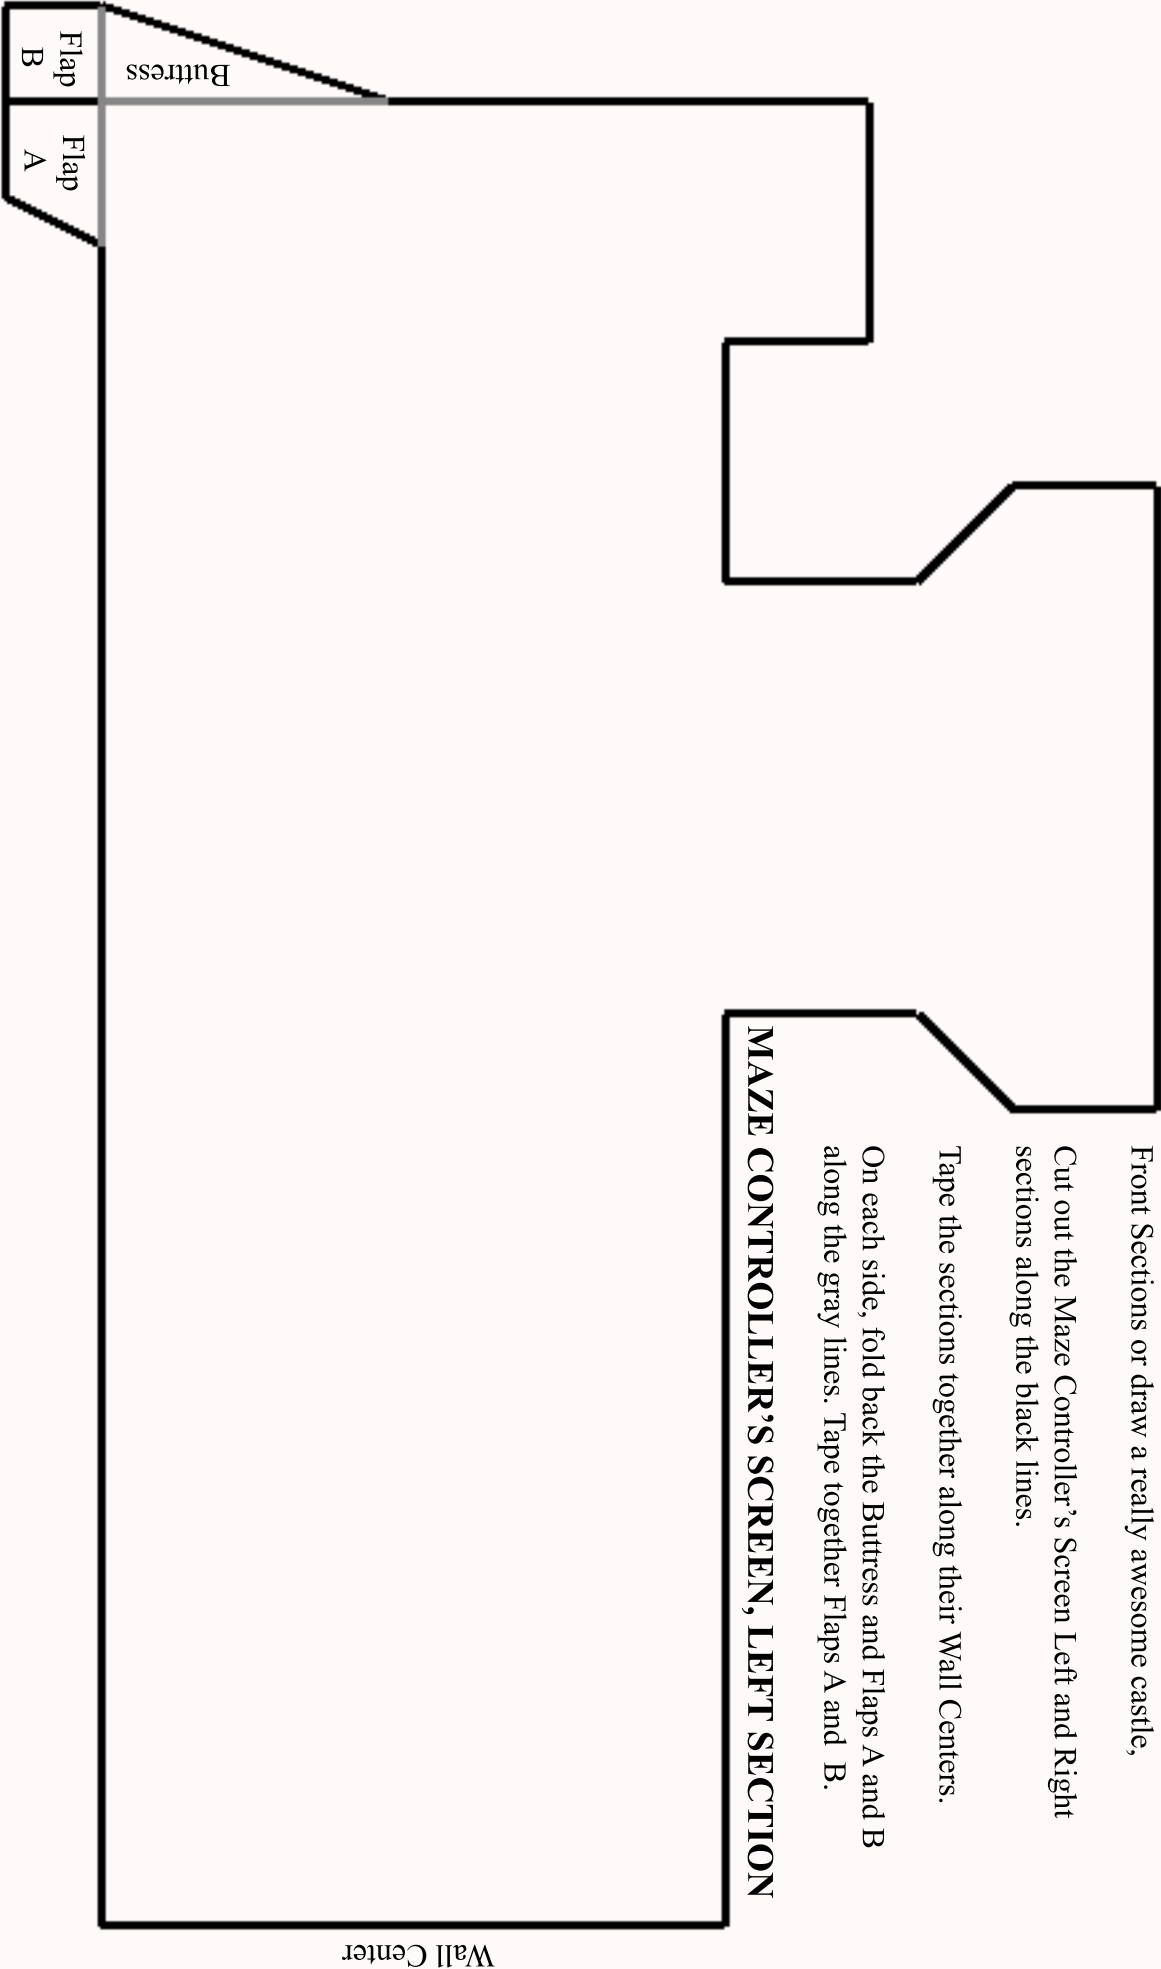 Front Sections or draw a really awesome castle,
Cut out the Maze Controller’s Screen Left and Right
sections along the black lines.
Tape the sections together along their Wall Centers.
On each side, fold back the Buttress and Flaps A and B
along the gray lines. Tape together Flaps A and  B.
MAZE CONTROLLER’S SCREEN, LEFT SECTION
Flap
B
Buttress
Flap
A
Wall Center